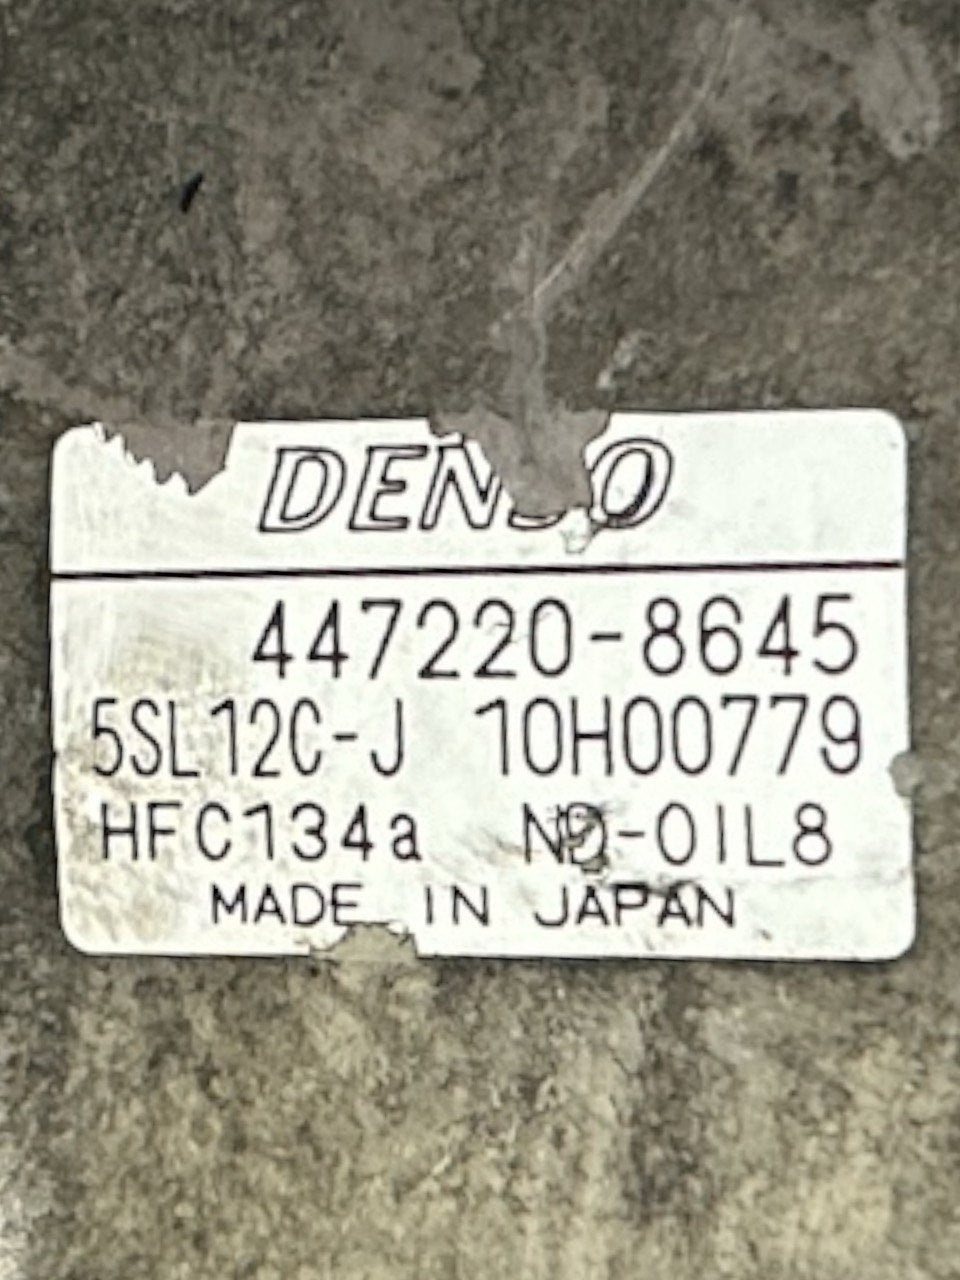 DENSO
447220-8645
5SL12C-J 10H00779
HFC134a ND-OIL8
MADE IN JAPAN